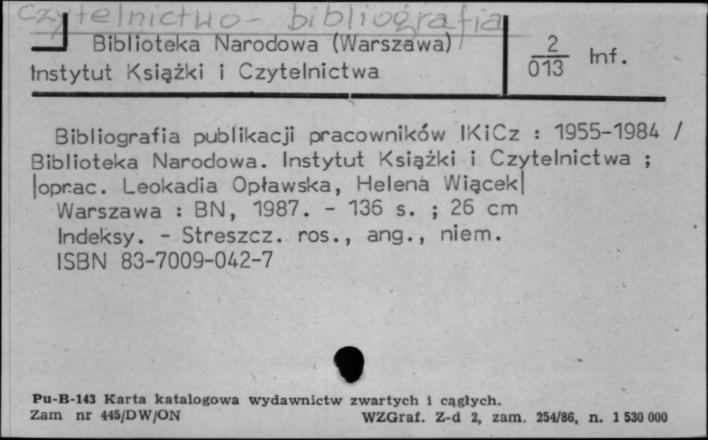 czytelnictwo - bibliografia
Biblioteka Narodowa (Warszawa)
Instytut Książki i Czytelnictwa
2
013
Inf.
Bibliografia publikacji pracowników IKiCz : 1955-1984 /
Biblioteka Narodowa. Instytut Książki i Czytelnictwa ;
|oprac. Leokadia Opławska, Helena Wiącek|
Warszawa : BN, 1987. - 136 s. ; 26 cm
Indeksy. - Streszcz. ros., ang., niem.
ISBN 83-7009-042-7
Pu-B-143 Karta katalogowa wydawnictw zwartych i ciągłych.
Zam nr 445/DW/ON WZGraf. Z-d 2, zam. 254/86, n. 1 530 000